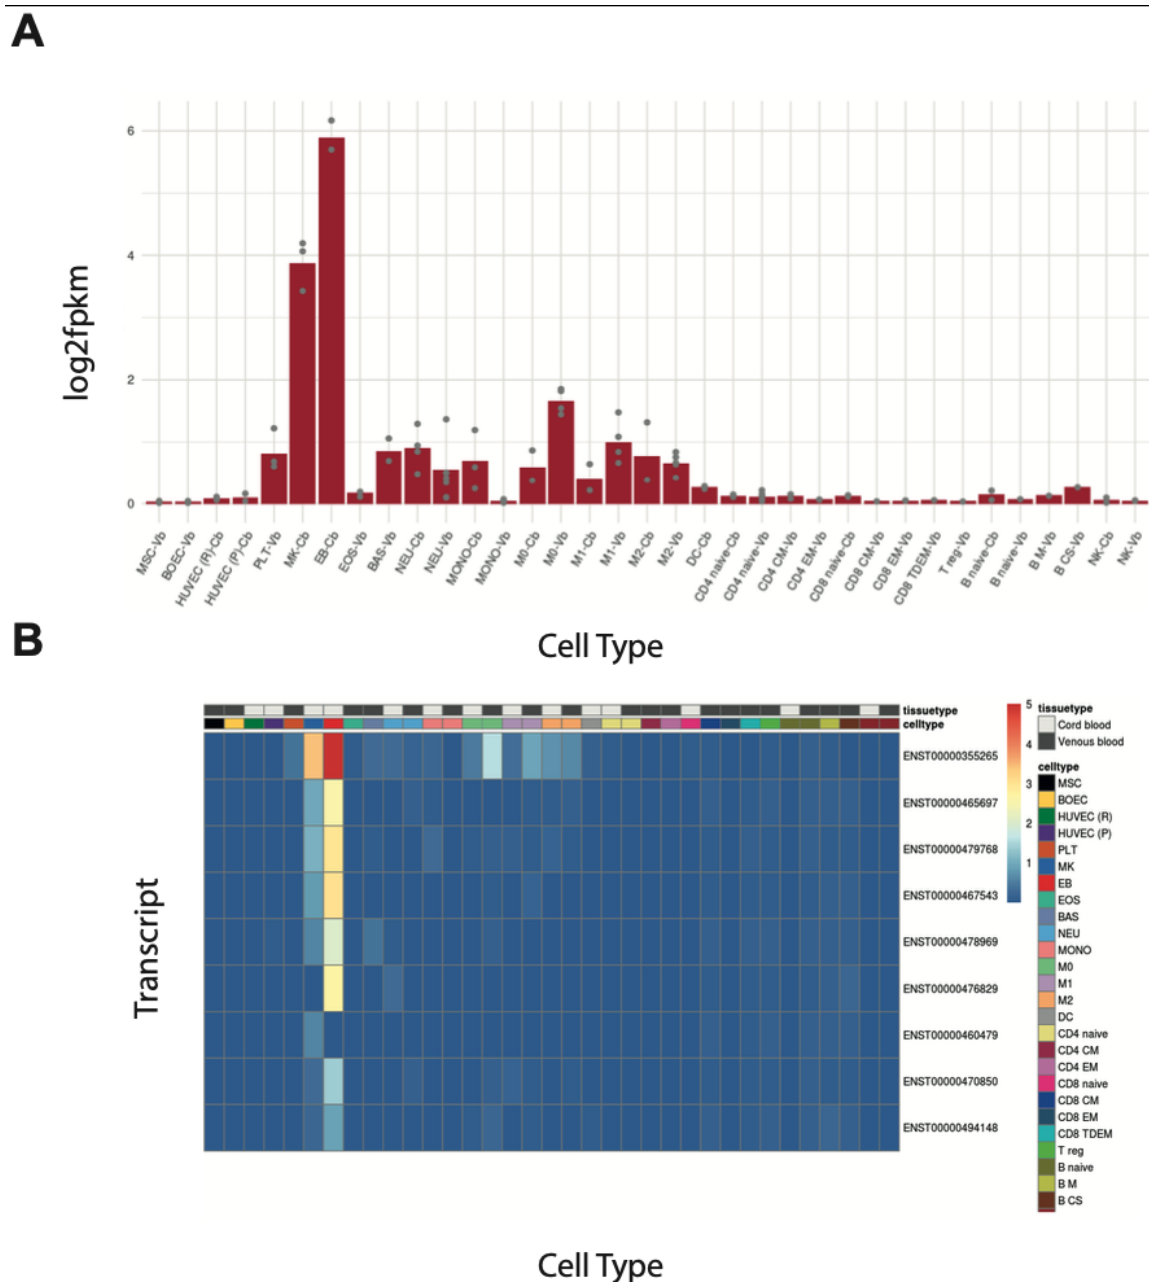 A
log2fpkm
6
4
2
0
MSC-Vb
BOEC-Vb
HUVEC (R)-Cb
HUVEC (P)-Cb
PLT-Vb
MK-Cb
EB-Cb
EOS-Vb
BAS-Vb
NEU-Cb
NEU-Vb
MONO-Cb
MONO-Vb
M0-Cb
M0-Vb
M1-Cb
M1-Vb
M2-Cb
M2-Vb
DC-Cb
CD4 naive-Cb
CD4 naive-Vb
CD4 CM-Vb
CD4 EM-Vb
CD8 naive-Cb
CD8 CM-Vb
CD8 EM-Vb
CD8 TDEM-Vb
T reg-Vb
B naive-Cb
B naive-Vb
B M-Vb
B CS-Vb
NK-Cb
NK-Vb
Cell Type
B
Transcript
tissuetype
celltype
ENST00000355265
ENST00000465697
ENST00000479768
ENST00000467543
ENST00000478969
ENST00000476829
ENST00000460479
ENST00000470850
ENST00000494148
5
4
3
2
1
tissuetype
Cord blood
Venous blood
celltype
MSC
BOEC
HUVEC (R)
HUVEC (P)
PLT
MK
EB
EOS
BAS
NEU
MONO
M0
M1
M2
DC
CD4 naive
CD4 CM
CD4 EM
CD8 naive
CD8 CM
CD8 EM
CD8 TDEM
T reg
B naive
B M
B CS
Cell Type